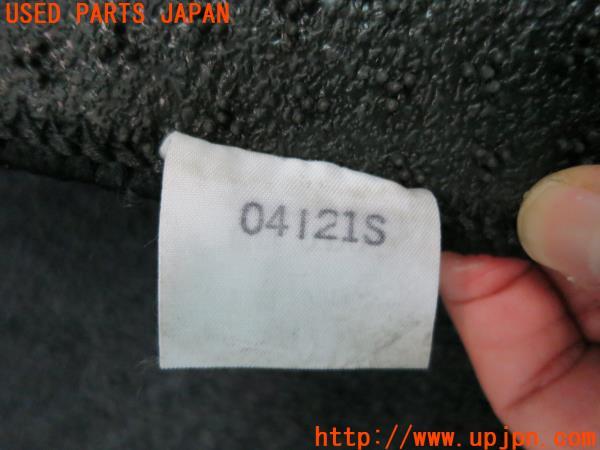 USED PARTS JAPAN
04121S
http://www.upjpn.com